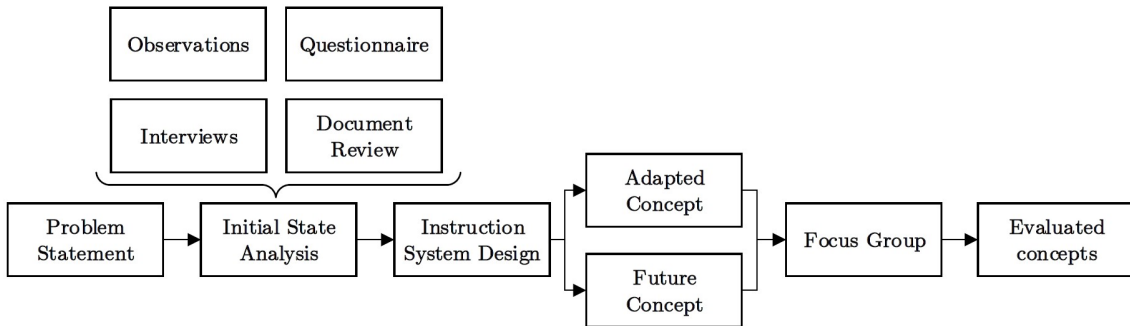 Observations
Questionnaire
Interviews
Document
Review
Problem
Statement
Initial State
Analysis
Instruction
System Design
Adapted
Concept
Future
Concept
Focus Group
Evaluated
concepts